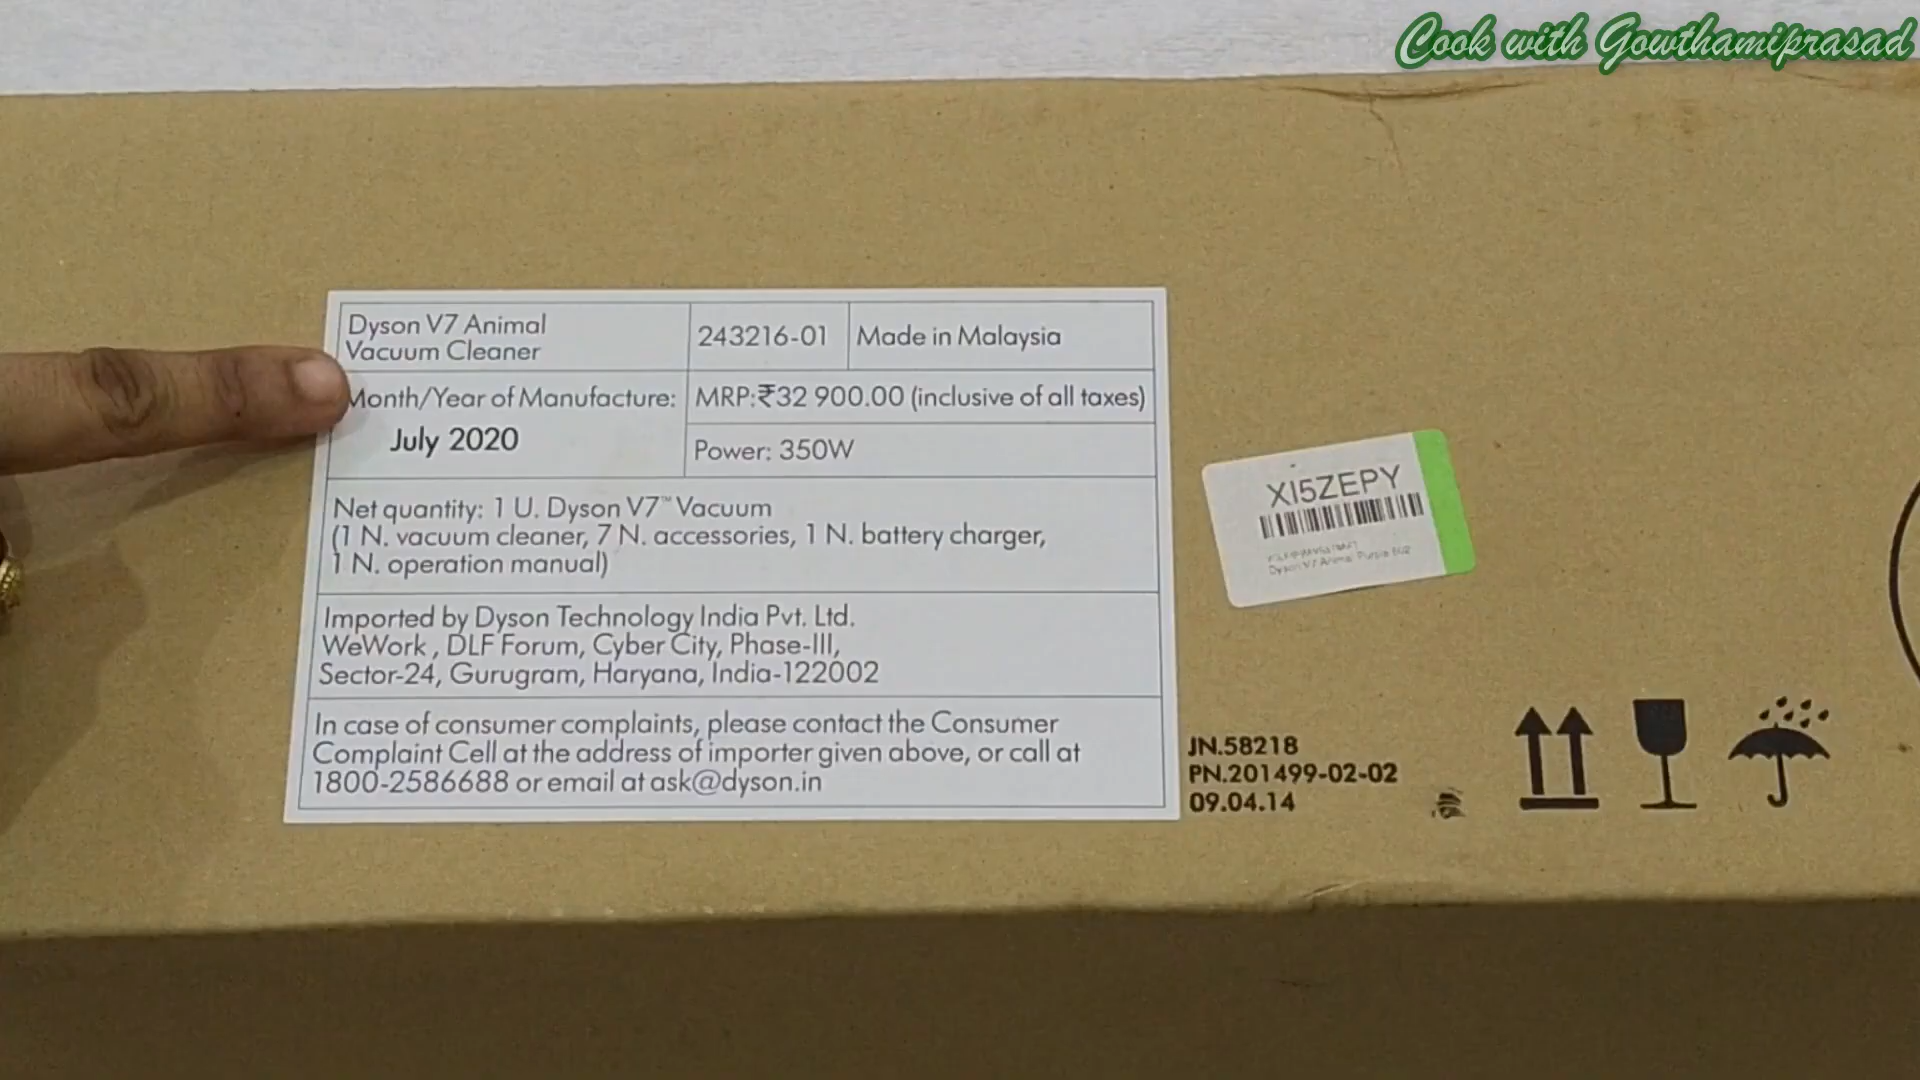 Cook with Gowthamiprasad
Dyson V7 Animal
Vacuum Cleaner
243216-01
Made in Malaysia
Month/Year of Manufacture:
July 2020
MRP:₹32 900.00 (inclusive of all taxes)
Power: 350W
Net quantity: 1 U. Dyson V7™ Vacuum
(1 N. vacuum cleaner, 7 N. accessories, 1 N. battery charger,
1 N. operation manual)
Imported by Dyson Technology India Pvt. Ltd.
WeWork , DLF Forum, Cyber City, Phase-III,
Sector-24, Gurugram, Haryana, India-122002
In case of consumer complaints, please contact the Consumer
Complaint Cell at the address of importer given above, or call at
1800-2586688 or email at ask@dyson.in
XI5ZEPY
Dyson V7 Animal Purple
JN.58218
PN.201499-02-02
09.04.14